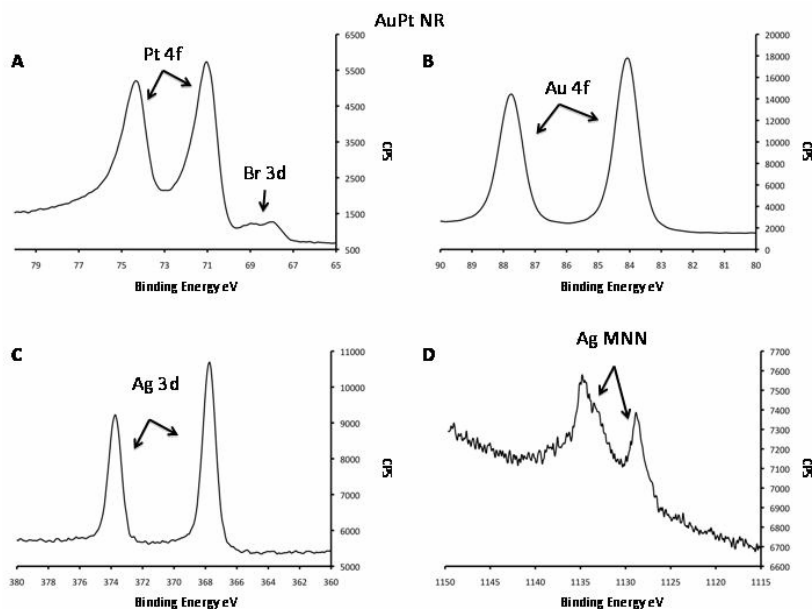 AuPt NR
A
Pt 4f
Br 3d
6500
5500
4500
3500
2500
1500
500
CPS
79 77 75 73 71 69 67 65
Binding Energy eV
B
Au 4f
20000
18000
16000
14000
12000
10000
8000
6000
4000
2000
0
CPS
90 89 88 87 86 85 84 83 82 81 80
Binding Energy eV
C
Ag 3d
11000
10000
9000
8000
7000
6000
5000
CPS
380 378 376 374 372 370 368 366 364 362 360
Binding Energy eV
D
Ag MNN
7700
7600
7500
7400
7300
7200
7100
7000
6900
6800
6700
6600
CPS
1150 1145 1140 1135 1130 1125 1120 1115
Binding Energy eV